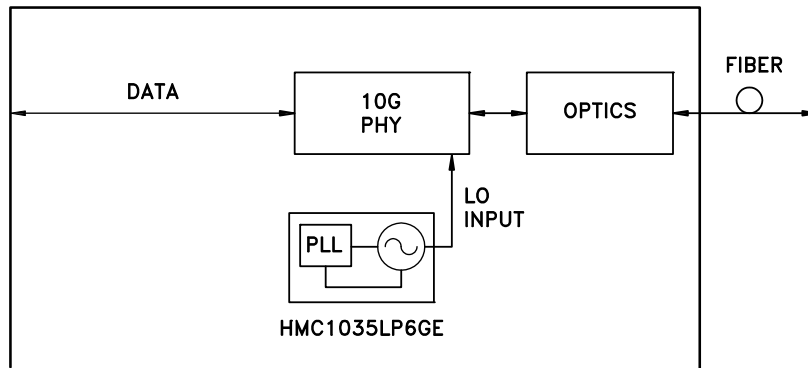 DATA
10G
PHY
OPTICS
FIBER
LO
INPUT
PLL
HMC1035LP6GE